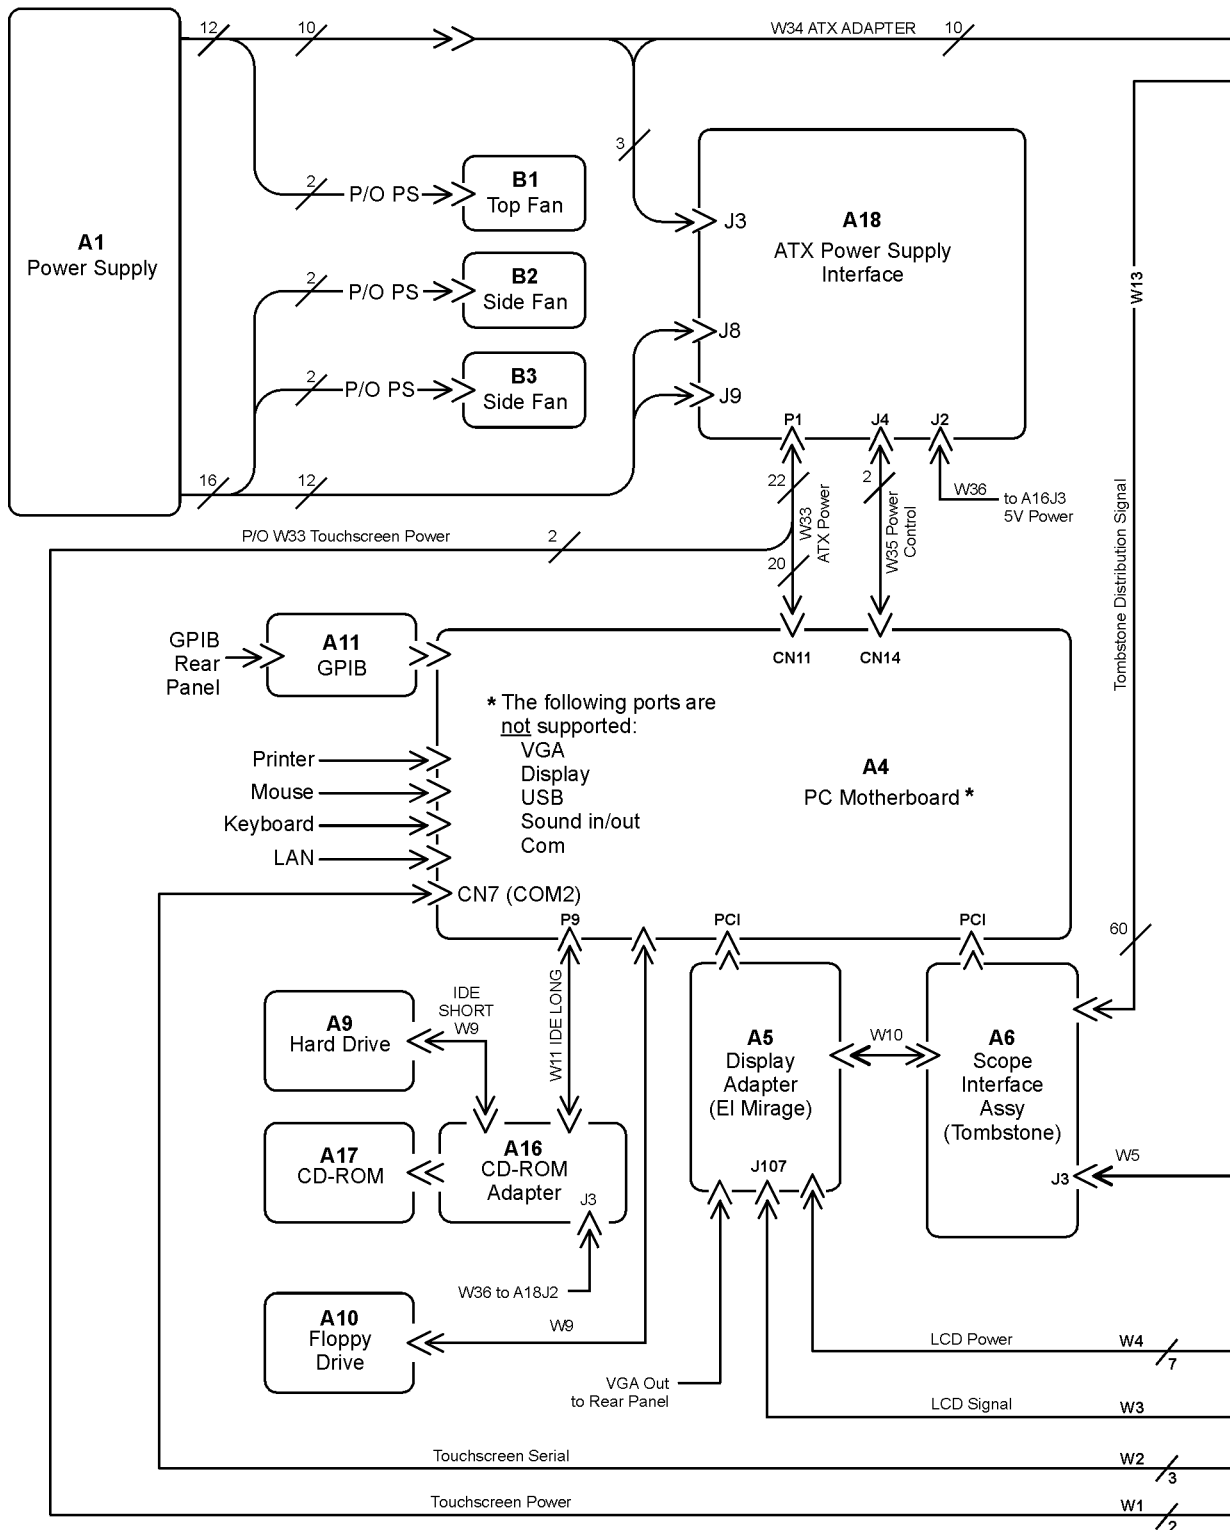 12
10
W34 ATX ADAPTER
10
3
A1
Power Supply
2
P/O PS
B1
Top Fan
J3
A18
ATX Power Supply
Interface
2
P/O PS
B2
Side Fan
J8
2
P/O PS
B3
Side Fan
J9
W13
P1
J4
J2
16
12
22
2
W36
to A16J3
5V Power
W33
ATX Power
W35 Power
Control
P/O W33 Touchscreen Power
2
20
Tombstone Distribution Signal
GPIB
Rear
Panel
A11
GPIB
CN11
CN14
* The following ports are
not supported:
VGA
Display
USB
Sound in/out
Com
A4
PC Motherboard *
Printer
Mouse
Keyboard
LAN
CN7 (COM2)
P9
PCI
PCI
60
IDE
SHORT
W9
W11 IDE LONG
A9
Hard Drive
A5
Display
Adapter
(El Mirage)
W10
A6
Scope
Interface
Assy
(Tombstone)
A17
CD-ROM
A16
CD-ROM
Adapter
J3
J107
W5
J3
W36 to A18J2
A10
Floppy
Drive
W9
LCD Power
W4
7
VGA Out
to Rear Panel
LCD Signal
W3
Touchscreen Serial
W2
3
Touchscreen Power
W1
2